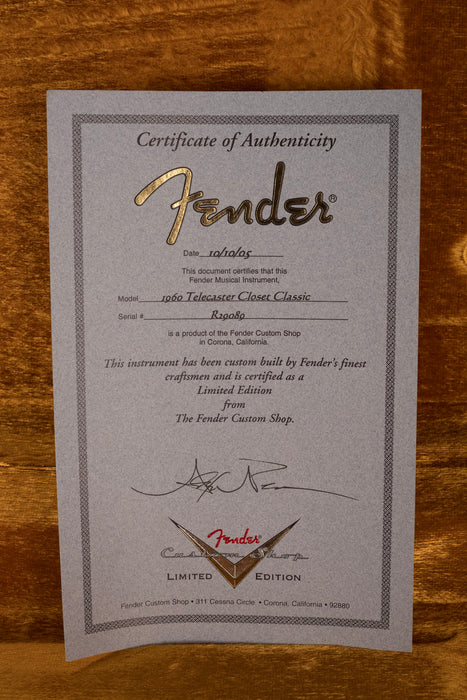 Certificate of Authenticity
Fender®
Date 10/10/05
This document certifies that this
Fender Musical Instrument,
Model 1960 Telecaster Closet Classic
Serial # R29089
is a product of the Fender Custom Shop
in Corona, California.
This instrument has been custom built by Fender's finest
craftsmen and is certified as a
Limited Edition
from
The Fender Custom Shop.
Fender®
Custom Shop
LIMITED EDITION
Fender Custom Shop • 311 Cessna Circle • Corona, California • 92880